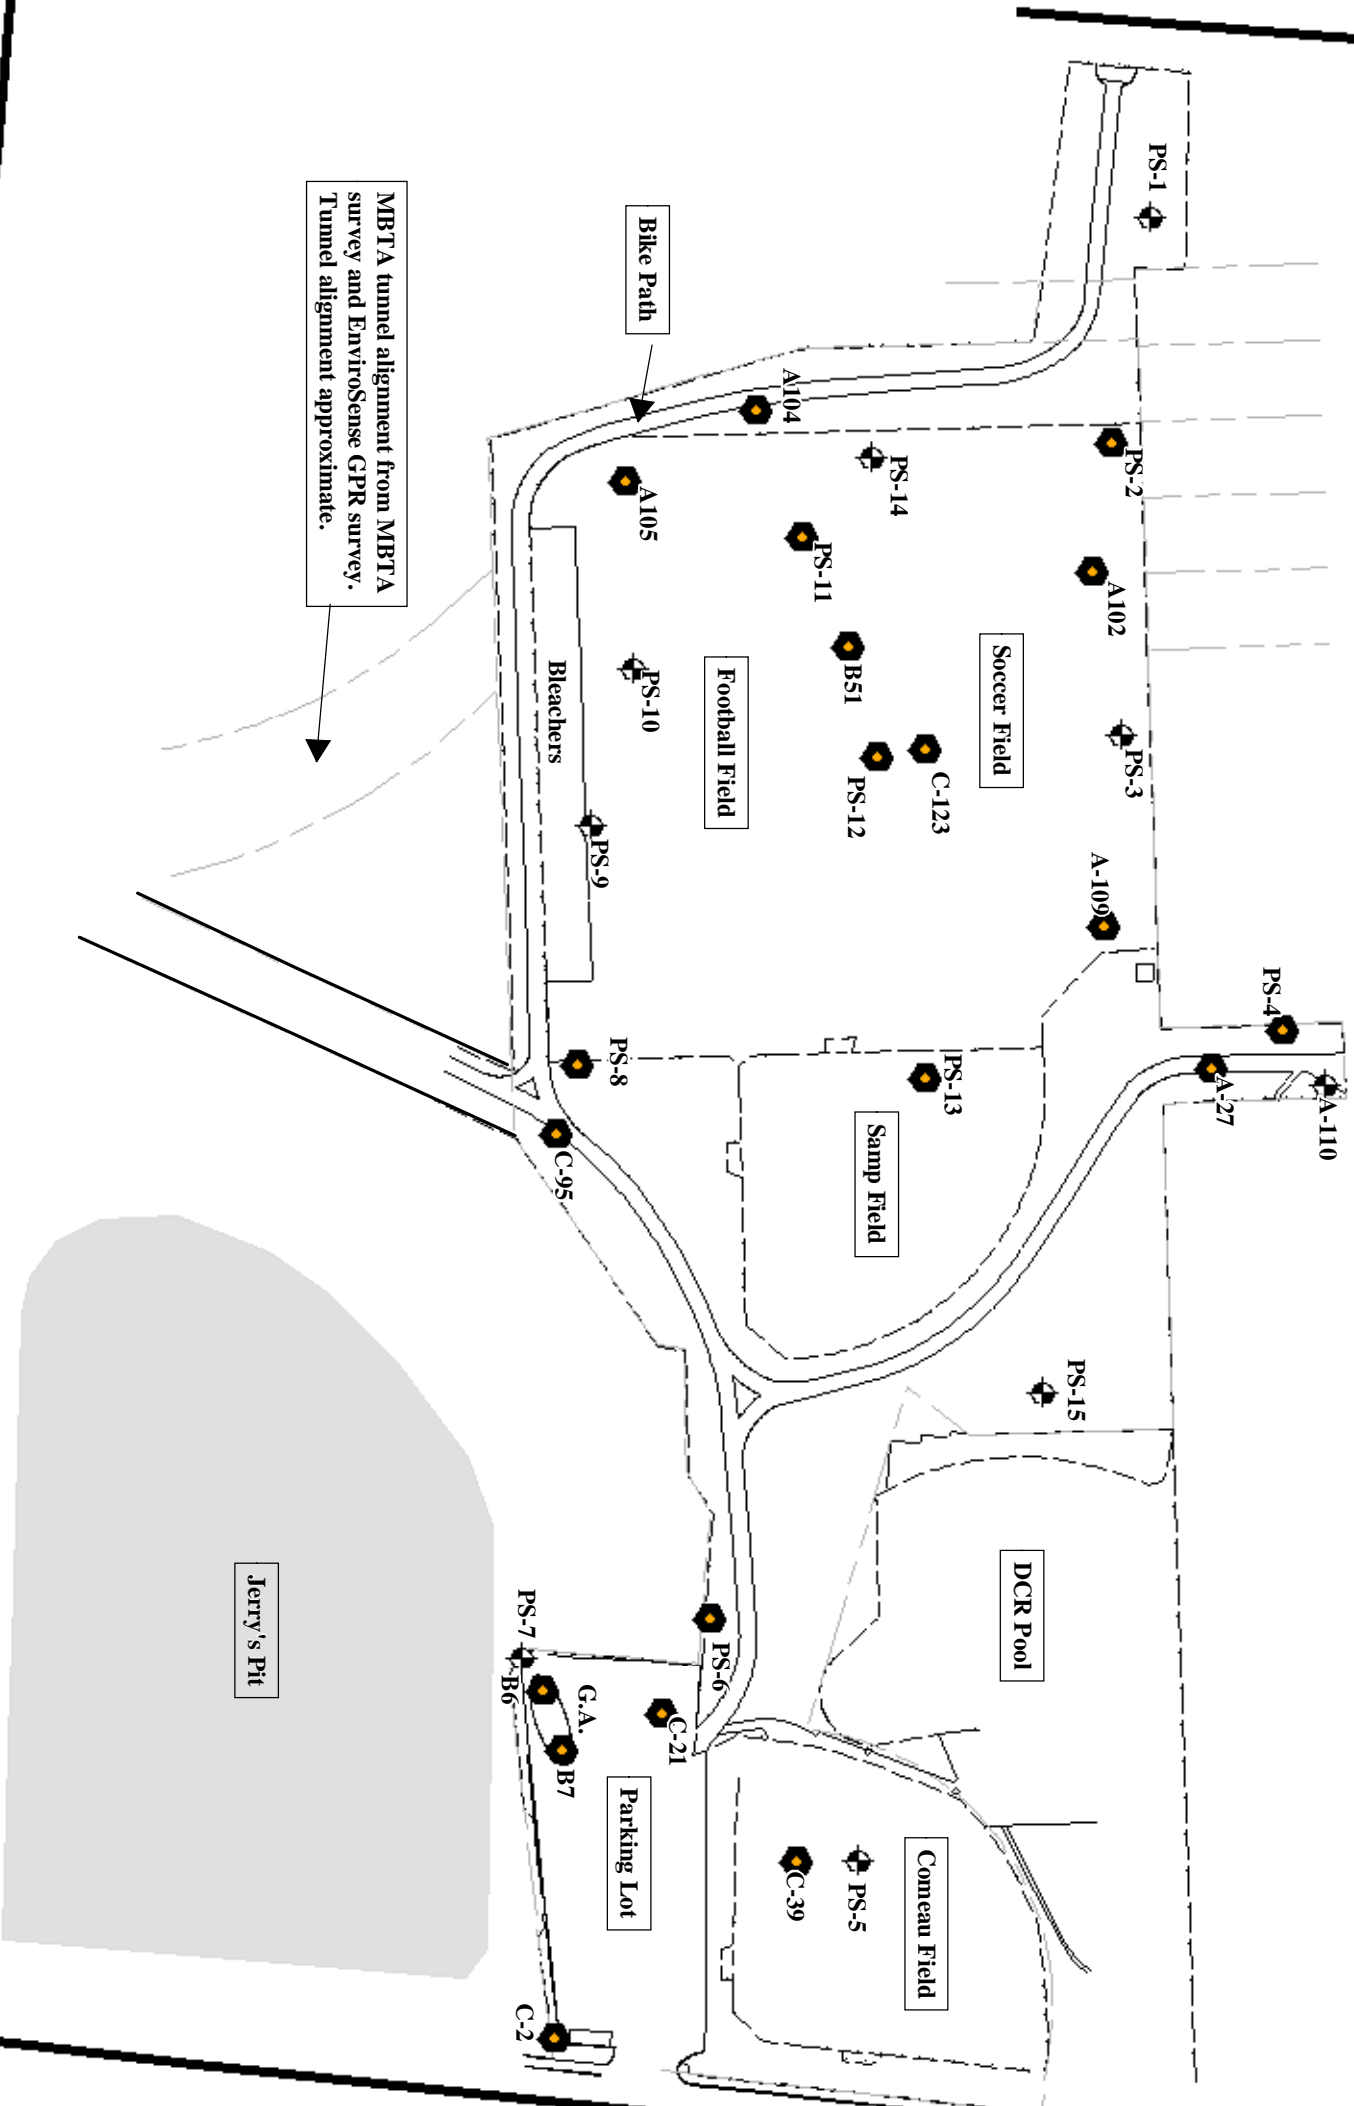 PS-1
Bike Path
MBTA tunnel alignment from MBTA
survey and EnviroSense GPR survey.
Tunnel alignment approximate.
A104
PS-2
PS-14
A105
PS-11
A102
B51
Soccer Field
PS-10
Football Field
Bleachers
PS-3
C-123
PS-12
PS-9
A-109
PS-4
A-27
A-110
PS-8
PS-13
C-95
Samp Field
PS-15
DCR Pool
Jerry's Pit
PS-7
PS-6
B6
G.A.
C-21
B7
Parking Lot
C-39
PS-5
Comeau Field
C-2